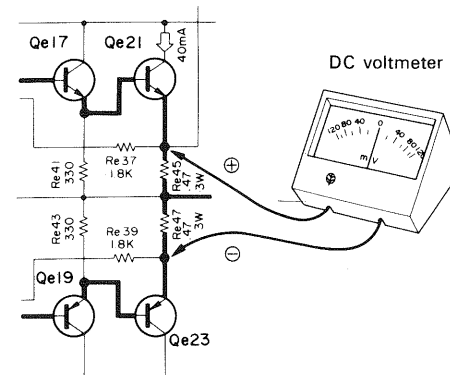 Qe17 Qe21
40mA
DC voltmeter
120 80 40 0 40 80 120
m V
Re37
1.8K
Re41
330
Re45
.47
3W
⊕
Re43
330
Re39
1.8K
Re47
.47
3W
⊖
Qe19
Qe23